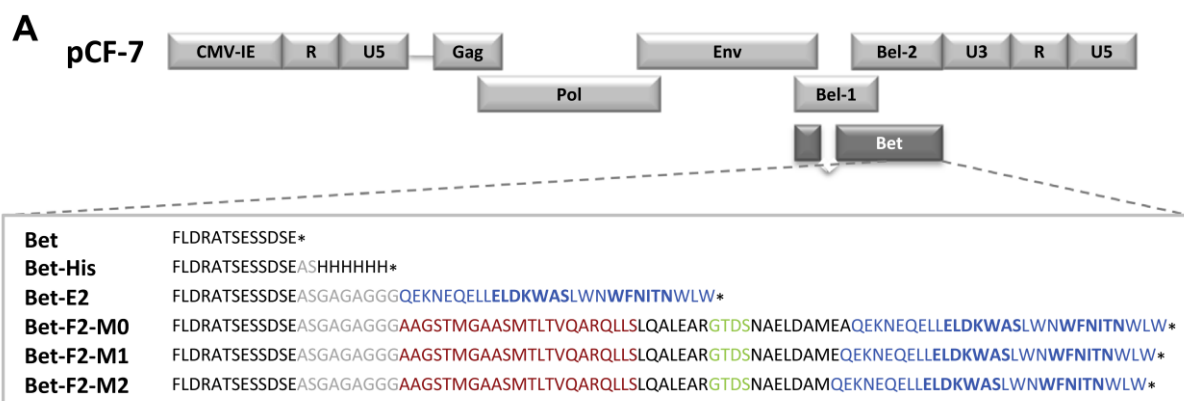 A
pCF-7 CMV-IE R U5 Gag Env Bel-2 U3 R U5
Pol Bel-1
Bet
Bet FLDRATSESSDSE*
Bet-His FLDRATSESSDSEASHHHHHH*
Bet-E2 FLDRATSESSDSEASGAGAGGGQEKNEQELLELDKWASLWNWFNITNWLW*
Bet-F2-M0 FLDRATSESSDSEASGAGAGGGAAGSTMGAASMTLTVQARQLLSLQALEARGTDSNAELDAMEAQEKNEQELLELDKWASLWNWFNITNWLW*
Bet-F2-M1 FLDRATSESSDSEASGAGAGGGAAGSTMGAASMTLTVQARQLLSLQALEARGTDSNAELDAMEQEKNEQELLELDKWASLWNWFNITNWLW*
Bet-F2-M2 FLDRATSESSDSEASGAGAGGGAAGSTMGAASMTLTVQARQLLSLQALEARGTDSNAELDAMQEKNEQELLELDKWASLWNWFNITNWLW*